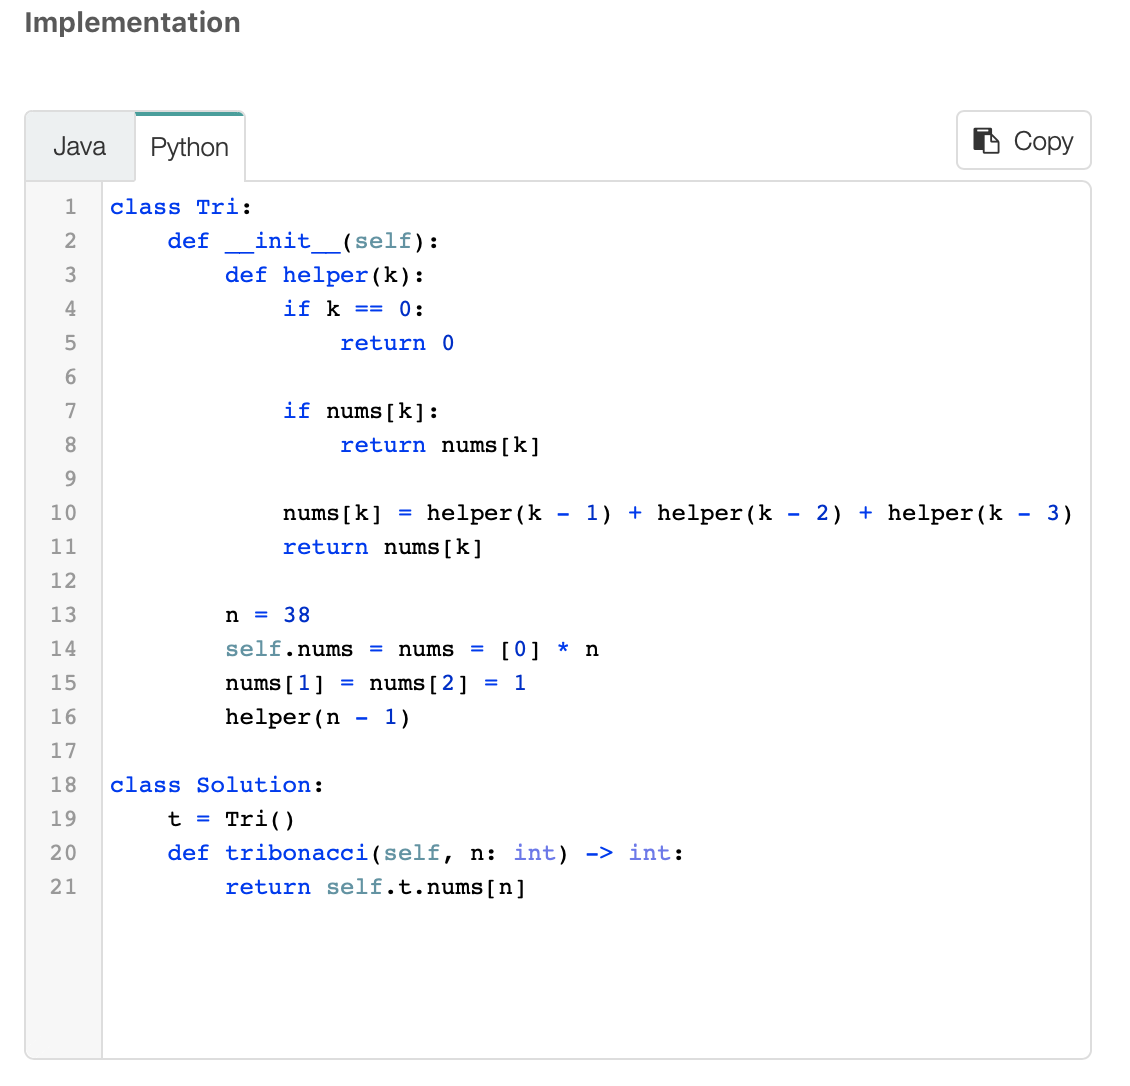 Implementation
Java
Python
Copy
1 class Tri:
2     def __init__(self):
3         def helper(k):
4             if k == 0:
5                 return 0
6
7             if nums[k]:
8                 return nums[k]
9
10             nums[k] = helper(k - 1) + helper(k - 2) + helper(k - 3)
11             return nums[k]
12
13         n = 38
14         self.nums = nums = [0] * n
15         nums[1] = nums[2] = 1
16         helper(n - 1)
17
18 class Solution:
19     t = Tri()
20     def tribonacci(self, n: int) -> int:
21         return self.t.nums[n]